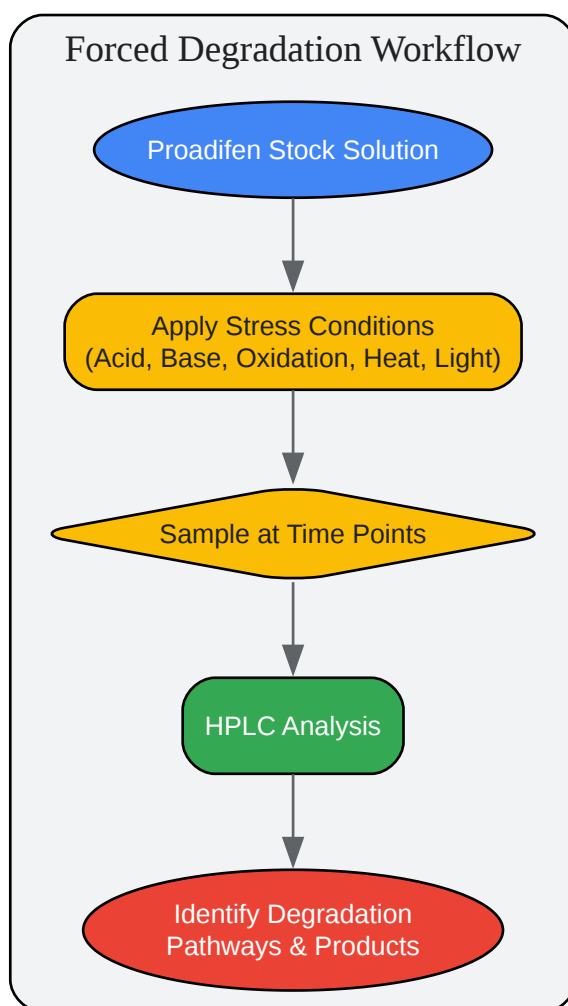 Forced Degradation Workflow
Proadifen Stock Solution
Apply Stress Conditions
(Acid, Base, Oxidation, Heat, Light)
Sample at Time Points
HPLC Analysis
Identify Degradation
Pathways & Products